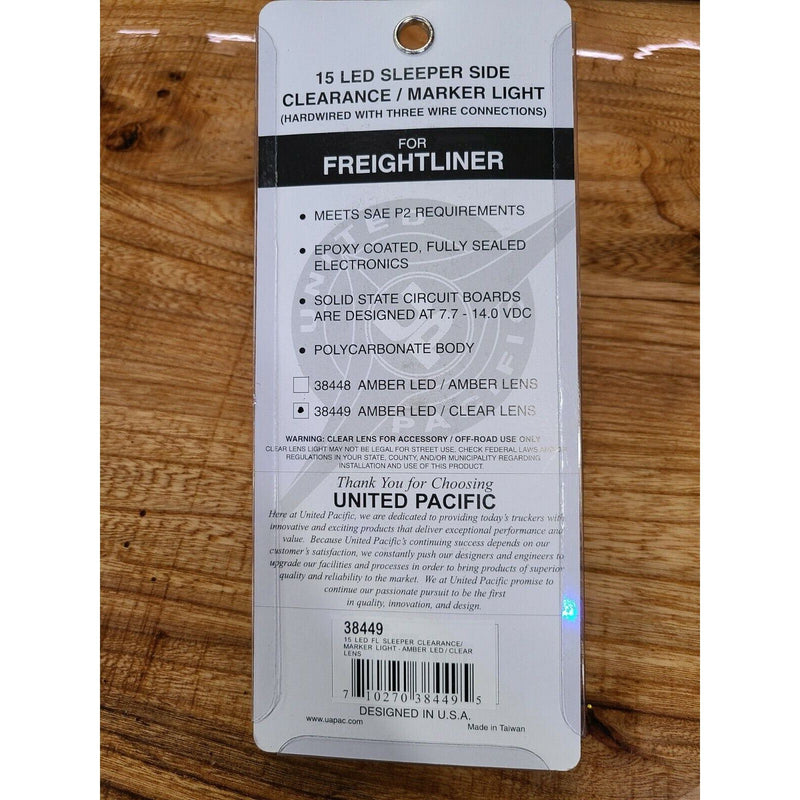 15 LED SLEEPER SIDE
CLEARANCE / MARKER LIGHT
(HARDWIRED WITH THREE WIRE CONNECTIONS)
FOR
FREIGHTLINER
• MEETS SAE P2 REQUIREMENTS
• EPOXY COATED, FULLY SEALED
ELECTRONICS
• SOLID STATE CIRCUIT BOARDS
ARE DESIGNED AT 7.7 - 14.0 VDC
• POLYCARBONATE BODY
38448 AMBER LED / AMBER LENS
38449 AMBER LED / CLEAR LENS
UNITED
PACIFIC
WARNING: CLEAR LENS FOR ACCESSORY / OFF-ROAD USE ONLY
CLEAR LENS LIGHT MAY NOT BE LEGAL FOR STREET USE. CHECK FEDERAL LAWS AND/OR
REGULATIONS IN YOUR STATE, COUNTY, AND/OR MUNICIPALITY REGARDING
INSTALLATION AND USE OF THIS PRODUCT.
Thank You for Choosing
UNITED PACIFIC
Here at United Pacific, we are dedicated to providing today's truckers with
innovative and exciting products that deliver exceptional performance and
value. Because United Pacific's continuing success depends on our
customer's satisfaction, we constantly push our designers and engineers to
upgrade our facilities and processes in order to bring products of superior
quality and reliability to the market. We at United Pacific promise to
continue our passionate pursuit to be the first
in quality, innovation, and design.
38449
15 LED FL SLEEPER CLEARANCE/
MARKER LIGHT - AMBER LED / CLEAR
LENS
7 10270 38449 5
DESIGNED IN U.S.A.
www.uapac.com
Made in Taiwan